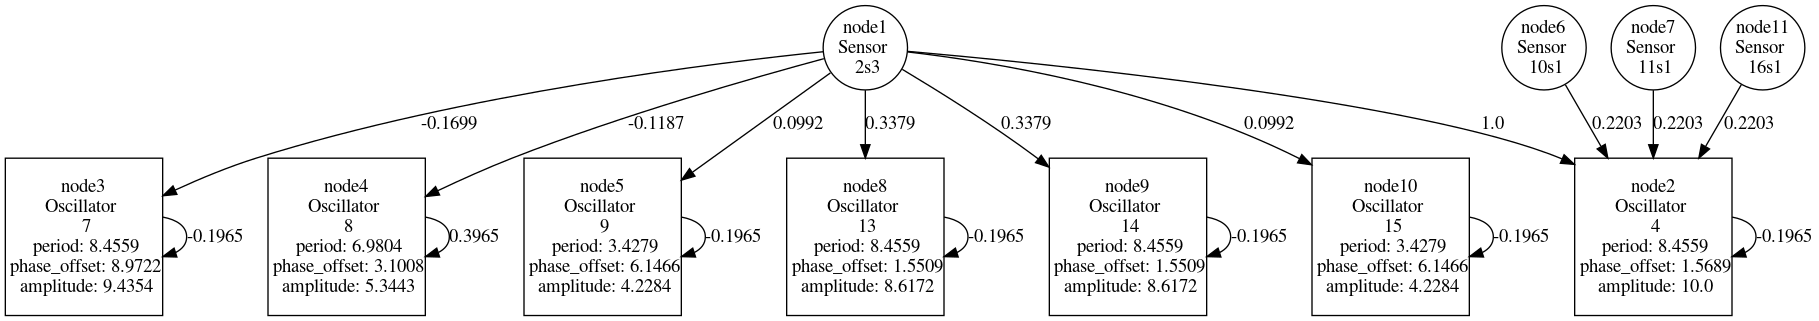 node1
Sensor
2s3
node6
Sensor
10s1
node7
Sensor
11s1
node11
Sensor
16s1
-0.1699
-0.1187
0.0992
0.3379
0.3379
0.0992
1.0
0.2203
0.2203
0.2203
node3
Oscillator
7
period: 8.4559
phase_offset: 8.9722
amplitude: 9.4354
-0.1965
node4
Oscillator
8
period: 6.9804
phase_offset: 3.1008
amplitude: 5.3443
0.3965
node5
Oscillator
9
period: 3.4279
phase_offset: 6.1466
amplitude: 4.2284
-0.1965
node8
Oscillator
13
period: 8.4559
phase_offset: 1.5509
amplitude: 8.6172
-0.1965
node9
Oscillator
14
period: 8.4559
phase_offset: 1.5509
amplitude: 8.6172
-0.1965
node10
Oscillator
15
period: 3.4279
phase_offset: 6.1466
amplitude: 4.2284
-0.1965
node2
Oscillator
4
period: 8.4559
phase_offset: 1.5689
amplitude: 10.0
-0.1965